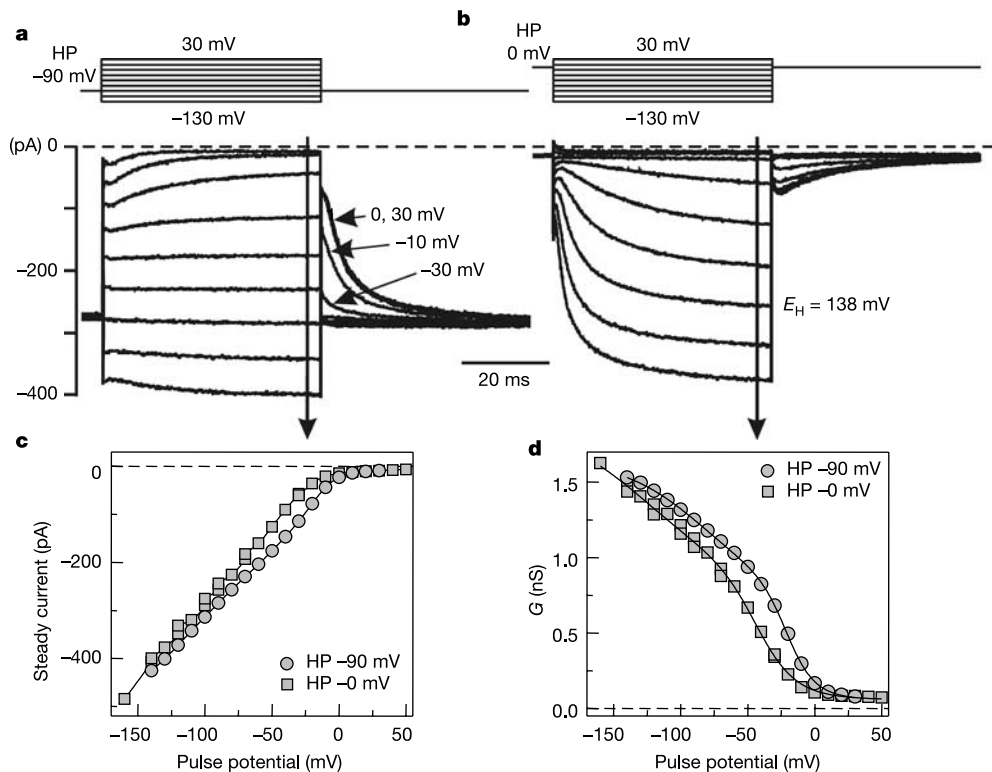 a
HP
–90 mV
30 mV
–130 mV
b
HP
0 mV
30 mV
–130 mV
(pA) 0
–200
–400
0, 30 mV
–10 mV
–30 mV
20 ms
E_H = 138 mV
c
Steady current (pA)
0
–200
–400
HP –90 mV
HP –0 mV
–150 –100 –50 0 50
Pulse potential (mV)
d
G (nS)
1.5
1.0
0.5
0.0
HP –90 mV
HP –0 mV
–150 –100 –50 0 50
Pulse potential (mV)